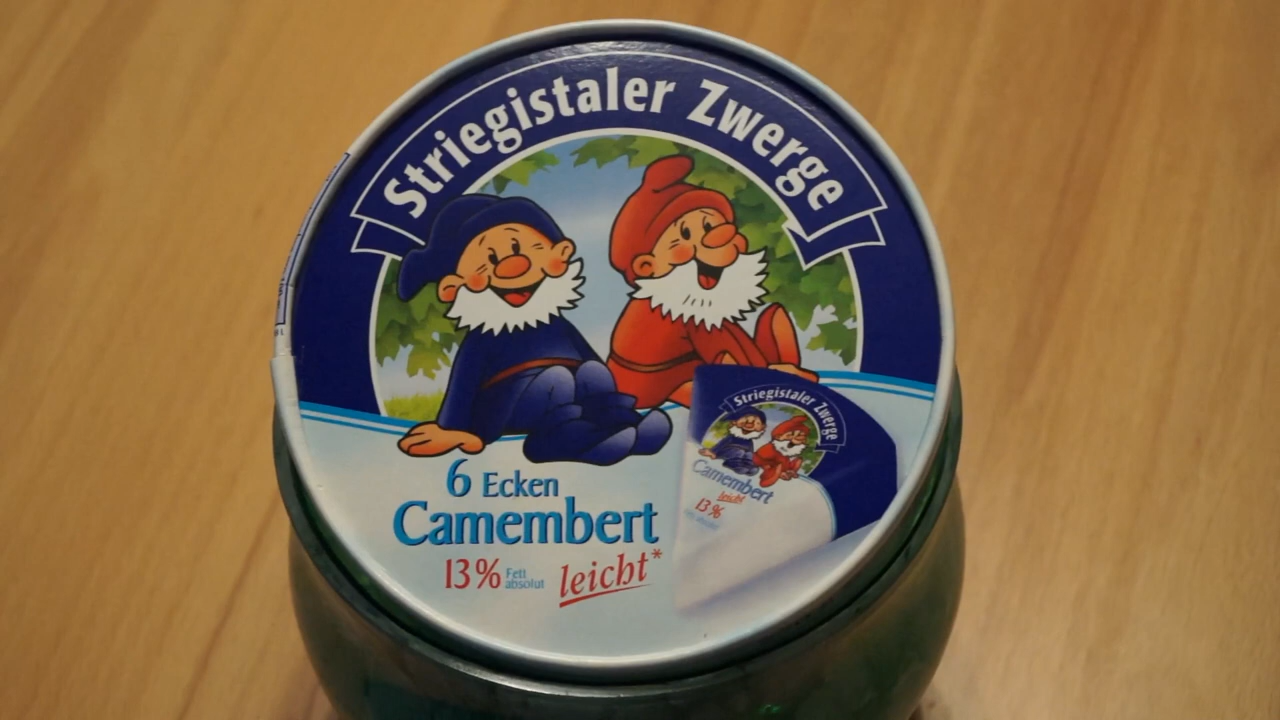 Striegistaler Zwerge
6 Ecken
Camembert
13% Fett absolut leicht*
Striegistaler Zwerge
Camembert
leicht
13%